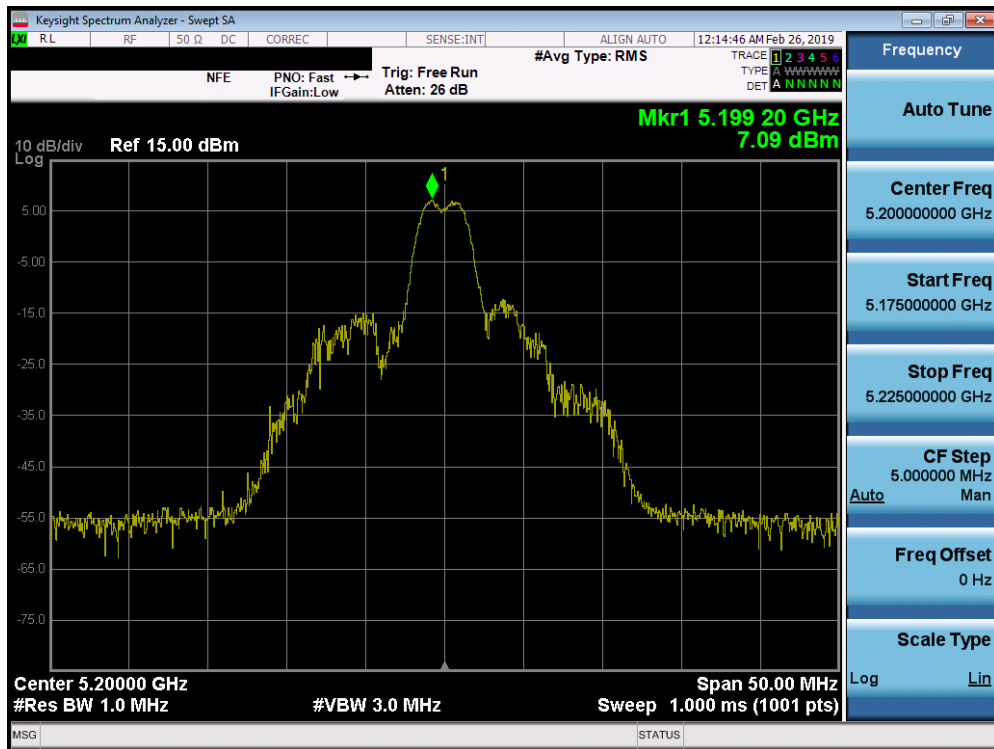 Keysight Spectrum Analyzer - Swept SA
LXI RL RF 50 Ω DC CORREC SENSE:INT ALIGN AUTO 12:14:46 AM Feb 26, 2019
#Avg Type: RMS TRACE 1 2 3 4 5 6
NFE PNO: Fast Trig: Free Run TYPE A WWWWWW
IFGain:Low Atten: 26 dB DET A N N N N N
Mkr1 5.199 20 GHz
7.09 dBm
10 dB/div Ref 15.00 dBm
Log
1
5.00
-5.00
-15.0
-25.0
-35.0
-45.0
-55.0
-65.0
-75.0
Center 5.20000 GHz Span 50.00 MHz
#Res BW 1.0 MHz #VBW 3.0 MHz Sweep 1.000 ms (1001 pts)
MSG STATUS
Frequency
Auto Tune
Center Freq
5.200000000 GHz
Start Freq
5.175000000 GHz
Stop Freq
5.225000000 GHz
CF Step
5.000000 MHz
Auto Man
Freq Offset
0 Hz
Scale Type
Log Lin